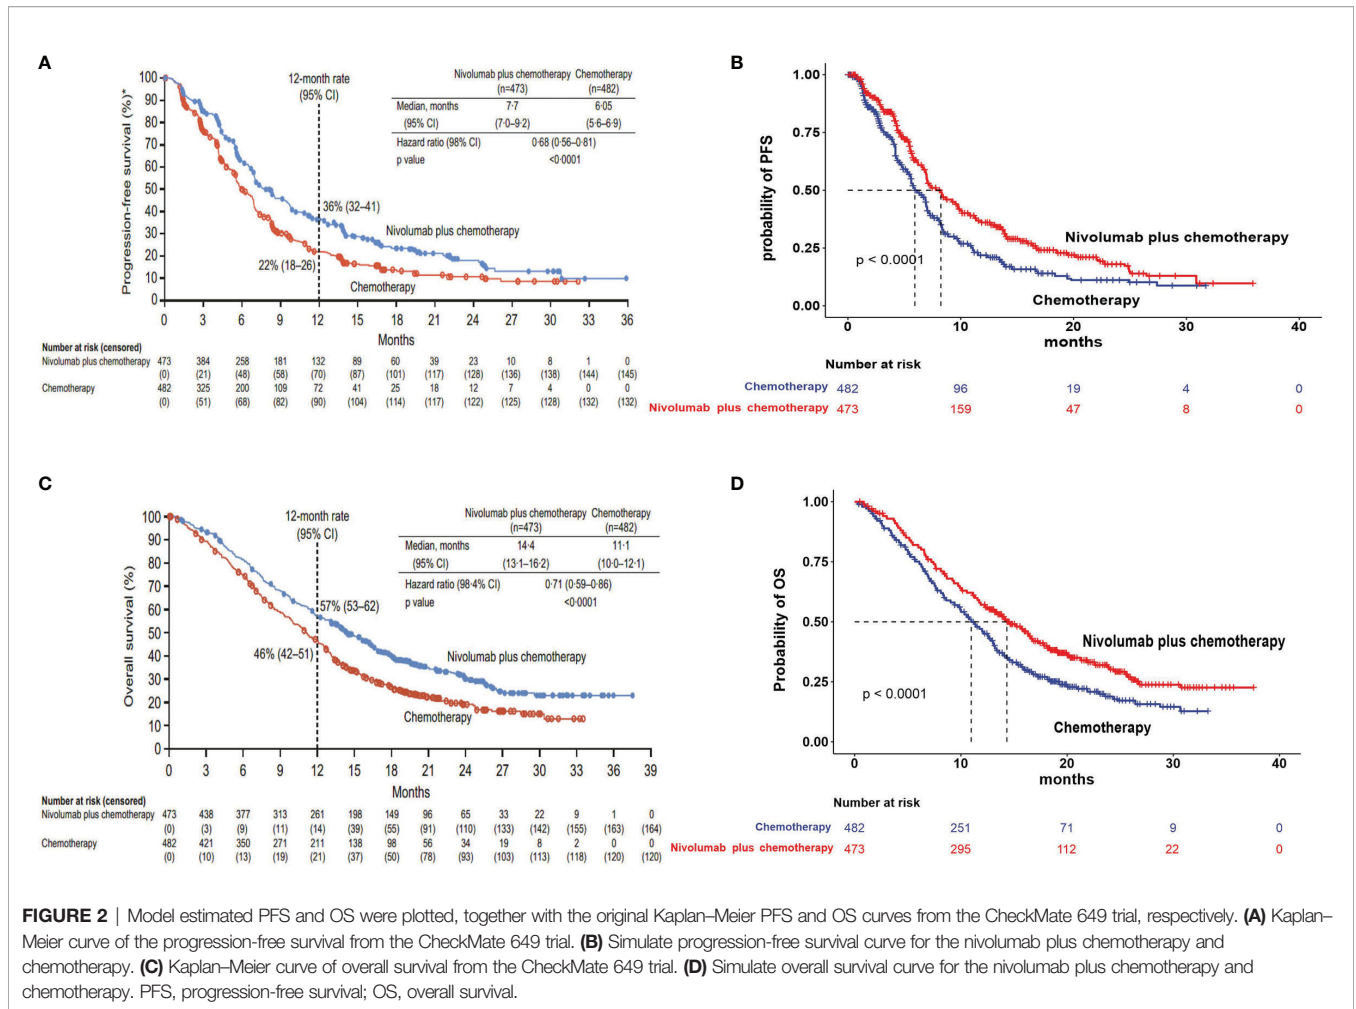 A
Progression-free survival (%)*
100
90
80
70
60
50
40
30
20
10
0
12-month rate
(95% CI)
Nivolumab plus chemotherapy Chemotherapy
(n=473) (n=482)
Median, months 7·7 6·05
(95% CI) (7·0–9·2) (5·6–6·9)
Hazard ratio (98% CI) 0·68 (0·56–0·81)
p value <0·0001
36% (32–41)
Nivolumab plus chemotherapy
22% (18–26)
Chemotherapy
0 3 6 9 12 15 18 21 24 27 30 33 36
Months
Number at risk (censored)
Nivolumab plus chemotherapy 473 384 258 181 132 89 60 39 23 10 8 1 0
(0) (21) (48) (58) (70) (87) (101) (117) (128) (136) (138) (144) (145)
Chemotherapy 482 325 200 109 72 41 25 18 12 7 4 0 0
(0) (51) (68) (82) (90) (104) (114) (117) (122) (125) (128) (132) (132)
B
probability of PFS
1.00
0.75
0.50
0.25
0.00
Nivolumab plus chemotherapy
p < 0.0001
Chemotherapy
0 10 20 30 40
months
Number at risk
Chemotherapy 482 96 19 4 0
Nivolumab plus chemotherapy 473 159 47 8 0
C
Overall survival (%)
100
90
80
70
60
50
40
30
20
10
0
12-month rate
(95% CI)
Nivolumab plus chemotherapy Chemotherapy
(n=473) (n=482)
Median, months 14·4 11·1
(95% CI) (13·1–16·2) (10·0–12·1)
Hazard ratio (98·4% CI) 0·71 (0·59–0·86)
p value <0·0001
57% (53–62)
46% (42–51)
Nivolumab plus chemotherapy
Chemotherapy
0 3 6 9 12 15 18 21 24 27 30 33 36 39
Months
Number at risk (censored)
Nivolumab plus chemotherapy 473 438 377 313 261 198 149 96 65 33 22 9 1 0
(0) (3) (9) (11) (14) (39) (55) (91) (110) (133) (142) (155) (163) (164)
Chemotherapy 482 421 350 271 211 138 98 56 34 19 8 2 0 0
(0) (10) (13) (19) (21) (37) (50) (78) (93) (103) (113) (118) (120) (120)
D
Probability of OS
1.00
0.75
0.50
0.25
0.00
Nivolumab plus chemotherapy
p < 0.0001
Chemotherapy
0 10 20 30 40
months
Number at risk
Chemotherapy 482 251 71 9 0
Nivolumab plus chemotherapy 473 295 112 22 0
FIGURE 2 | Model estimated PFS and OS were plotted, together with the original Kaplan–Meier PFS and OS curves from the CheckMate 649 trial, respectively. (A) Kaplan–
Meier curve of the progression-free survival from the CheckMate 649 trial. (B) Simulate progression-free survival curve for the nivolumab plus chemotherapy and
chemotherapy. (C) Kaplan–Meier curve of overall survival from the CheckMate 649 trial. (D) Simulate overall survival curve for the nivolumab plus chemotherapy and
chemotherapy. PFS, progression-free survival; OS, overall survival.